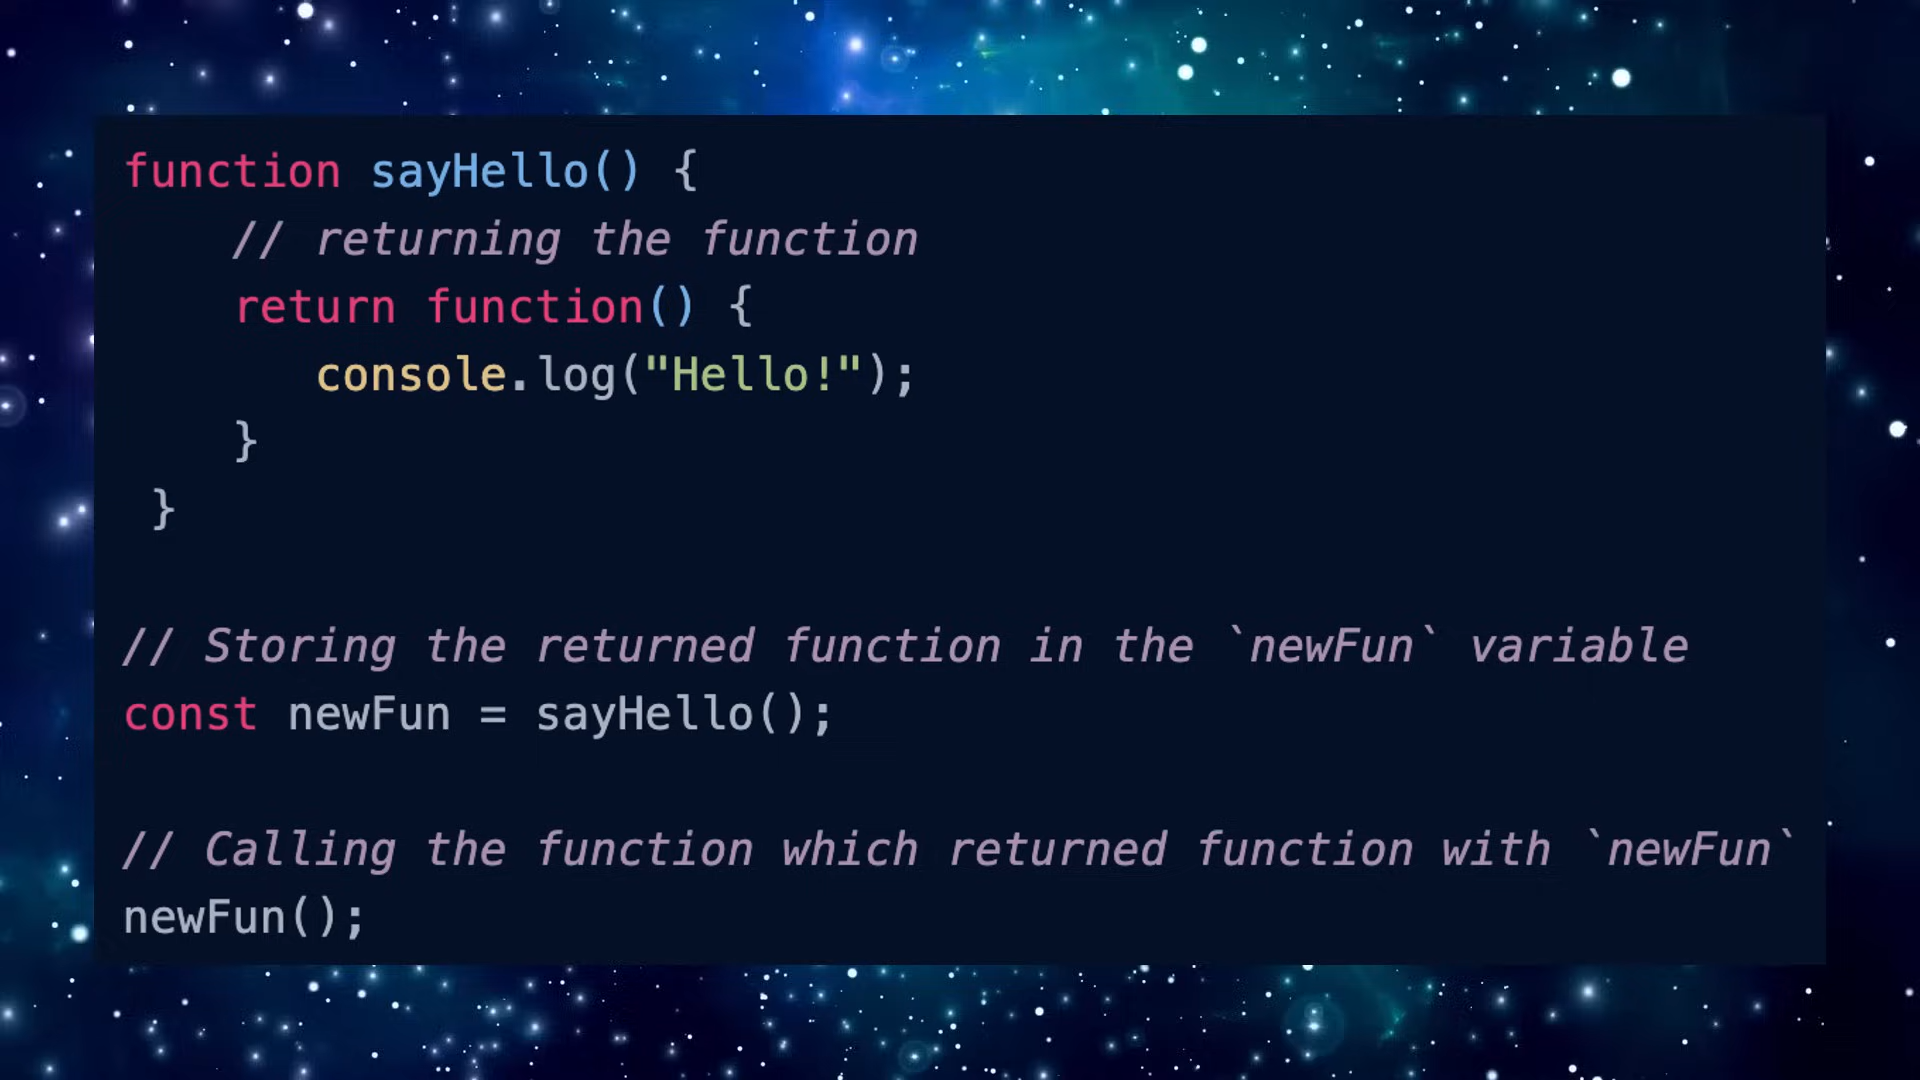 function sayHello() {
    // returning the function
    return function() {
       console.log("Hello!");
    }
 }

// Storing the returned function in the `newFun` variable
const newFun = sayHello();

// Calling the function which returned function with `newFun`
newFun();